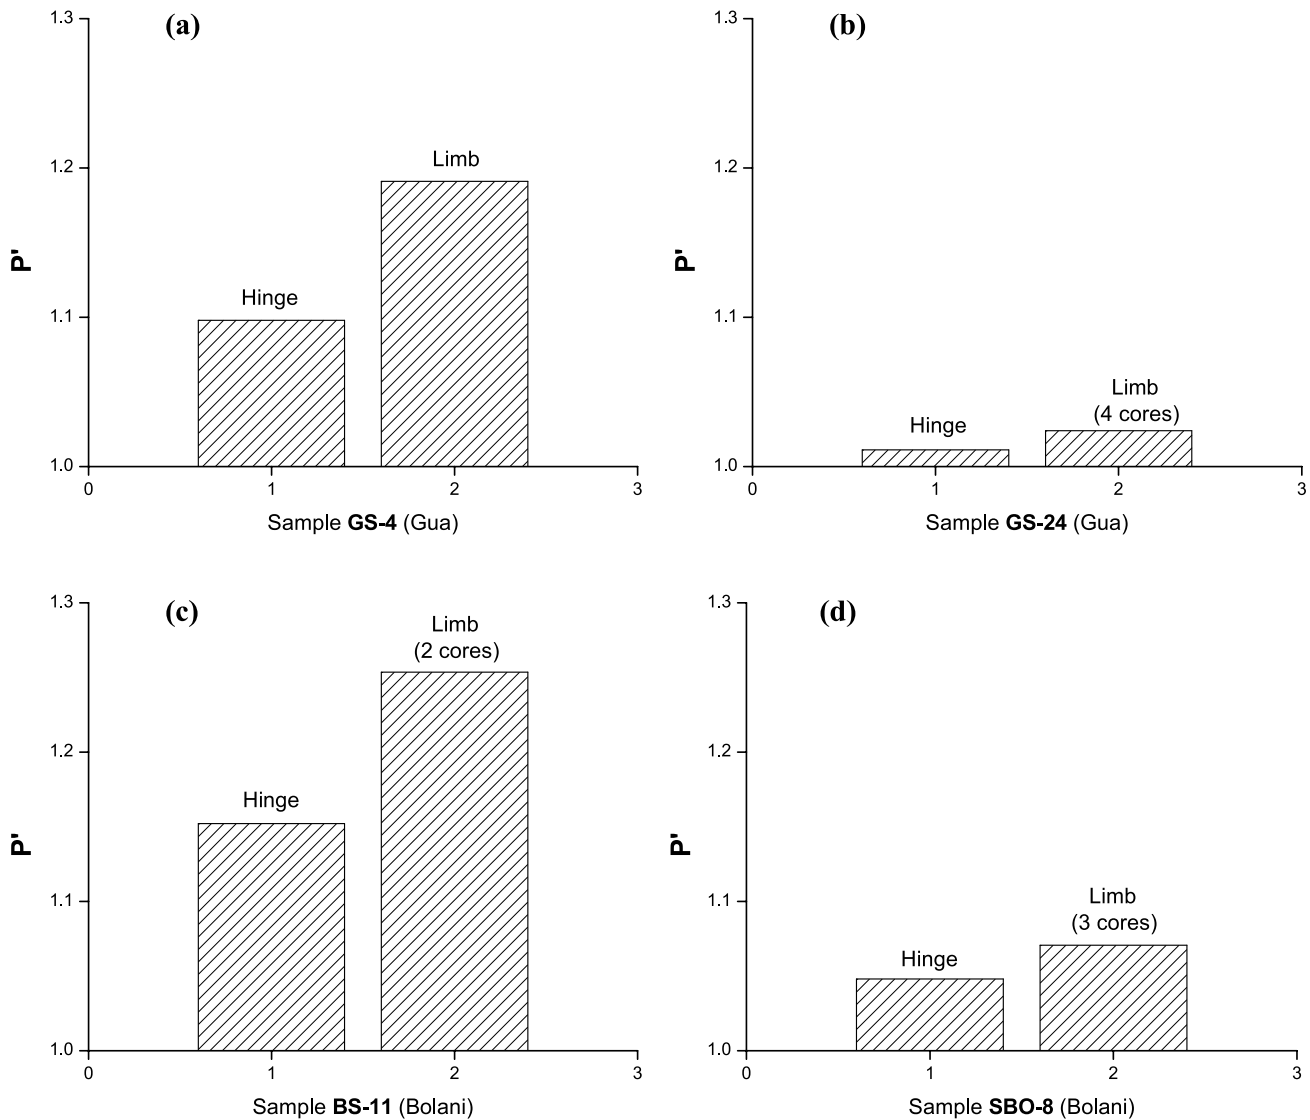 (a)
1.3
1.2
1.1
1.0
P'
Hinge
Limb
0
1
2
3
Sample GS-4 (Gua)
(b)
1.3
1.2
1.1
1.0
P'
Hinge
Limb
(4 cores)
0
1
2
3
Sample GS-24 (Gua)
(c)
1.3
1.2
1.1
1.0
P'
Hinge
Limb
(2 cores)
0
1
2
3
Sample BS-11 (Bolani)
(d)
1.3
1.2
1.1
1.0
P'
Hinge
Limb
(3 cores)
0
1
2
3
Sample SBO-8 (Bolani)